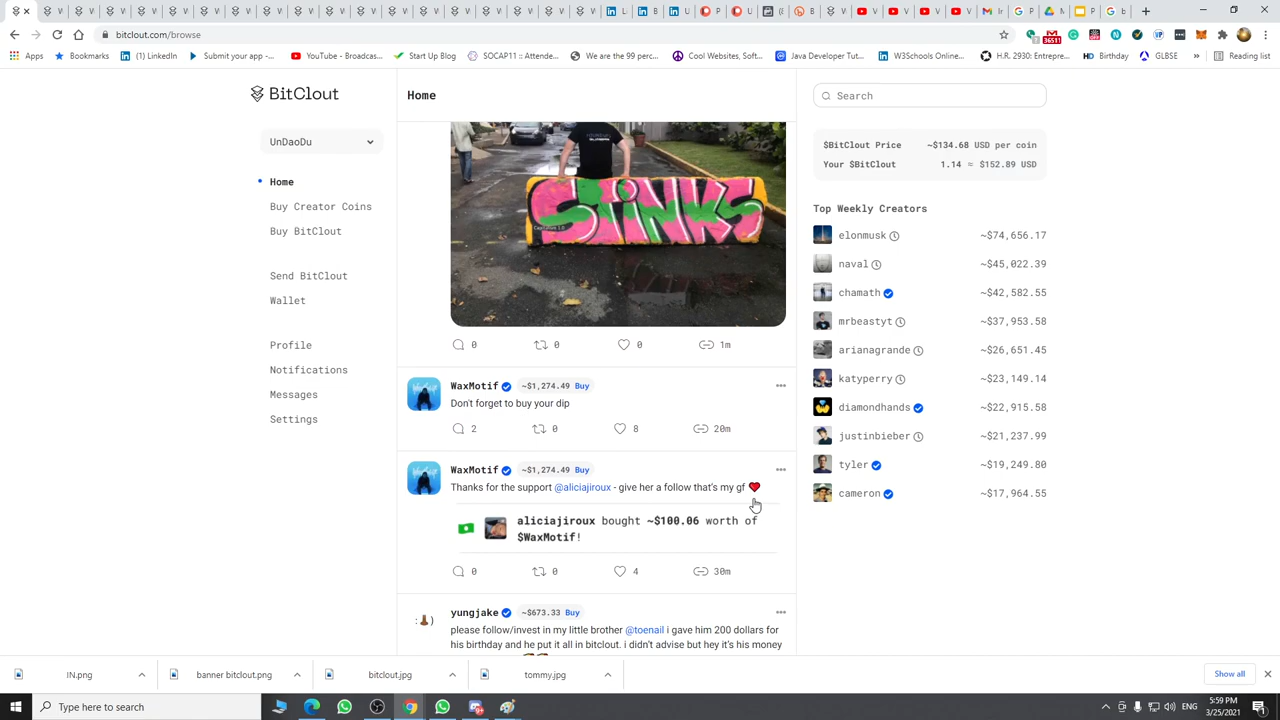 bitclout.com/browse
36511
Apps
Bookmarks
(1) LinkedIn
Submit your app -...
YouTube - Broadcas...
Start Up Blog
SOCAP11 :: Attende...
We are the 99 perc...
Cool Websites, Soft...
Java Developer Tut...
W3Schools Online...
H.R. 2930: Entrepre...
Birthday
GLBSE
»
Reading list
BitClout
UnDaoDu
Home
Buy Creator Coins
Buy BitClout
Send BitClout
Wallet
Profile
Notifications
Messages
Settings
Home
STINKS
0 0 0 1m
WaxMotif ~$1,274.49 Buy
Don't forget to buy your dip
2 0 8 20m
WaxMotif ~$1,274.49 Buy
Thanks for the support @aliciajiroux - give her a follow that's my gf ❤️
aliciajiroux bought ~$100.06 worth of
$WaxMotif!
0 0 4 30m
yungjake ~$673.33 Buy
please follow/invest in my little brother @toenail i gave him 200 dollars for
his birthday and he put it all in bitclout. i didn't advise but hey it's his money
Search
$BitClout Price ~$134.68 USD per coin
Your $BitClout 1.14 ≈ $152.89 USD
Top Weekly Creators
elonmusk ~$74,656.17
naval ~$45,022.39
chamath ~$42,582.55
mrbeastyt ~$37,953.58
arianagrande ~$26,651.45
katyperry ~$23,149.14
diamondhands ~$22,915.58
justinbieber ~$21,237.99
tyler ~$19,249.80
cameron ~$17,964.55
IN.png
banner bitclout.png
bitclout.jpg
tommy.jpg
Show all
Type here to search
ENG
5:59 PM
3/25/2021